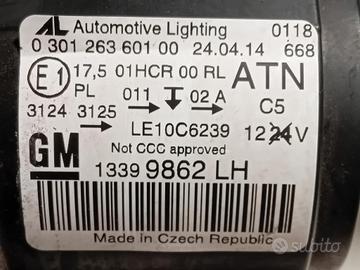 AL Automotive Lighting 0118
0 301 263 601 00 24.04.14 668
E1 17,5 01HCR 00 RL ATN
PL 011 02 A C5
3124 3125 LE10C6239 12 24 V
GM Not CCC approved
1339 9862 LH
Made in Czech Republic
subito